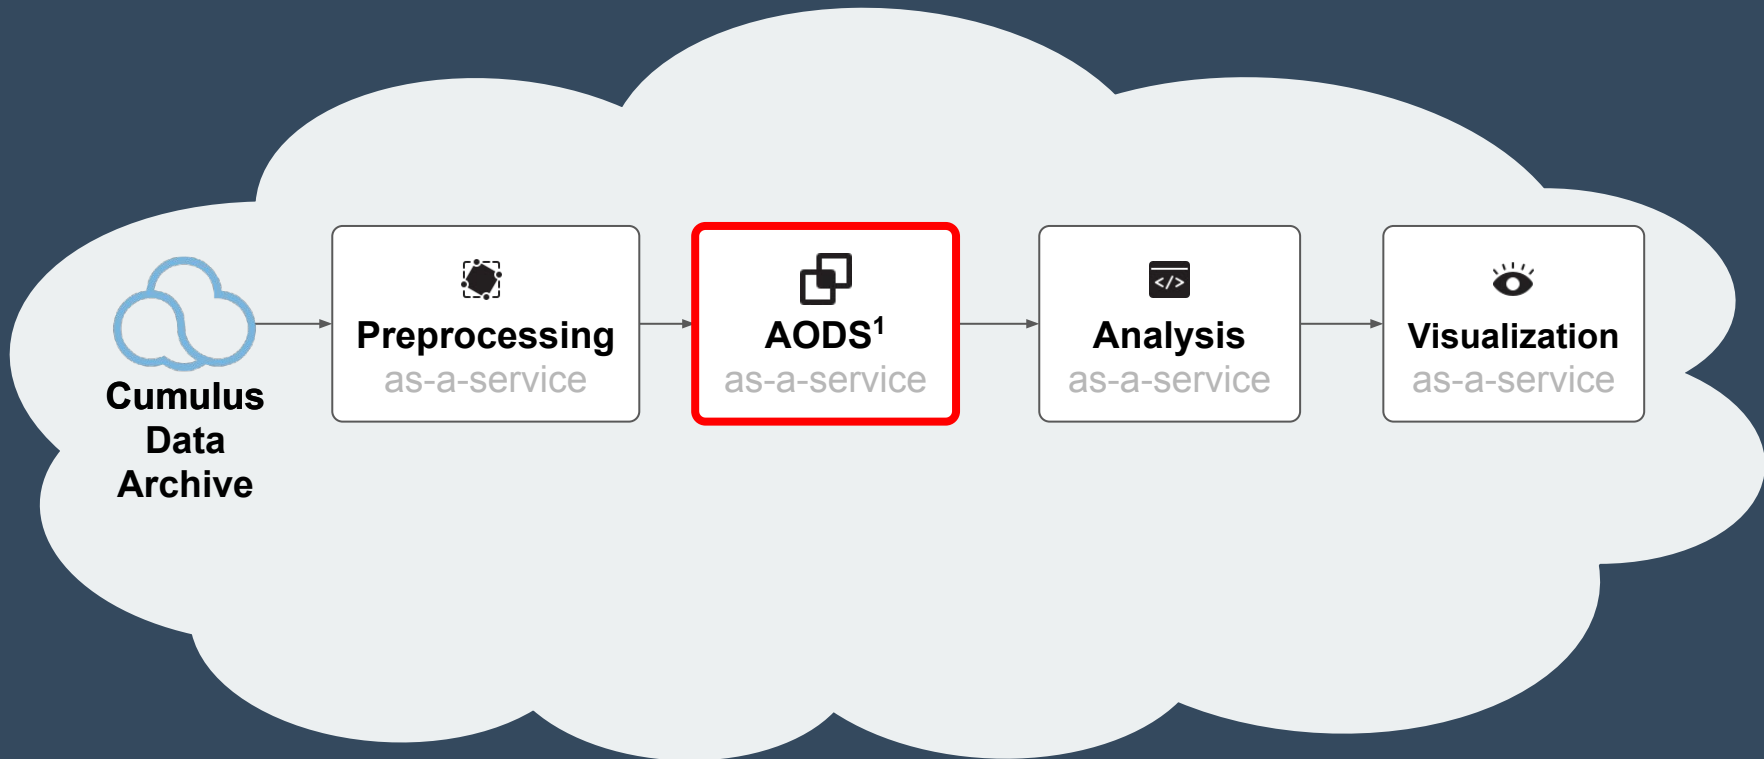 Cumulus
Data
Archive
Preprocessing
as-a-service
AODS¹
as-a-service
</>
Analysis
as-a-service
Visualization
as-a-service